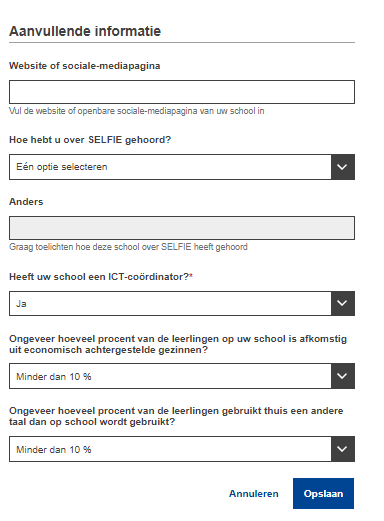 Aanvullende informatie
Website of sociale-mediapagina
Vul de website of openbare sociale-mediapagina van uw school in
Hoe hebt u over SELFIE gehoord?
Eén optie selecteren
Anders
Graag toelichten hoe deze school over SELFIE heeft gehoord
Heeft uw school een ICT-coördinator?*
Ja
Ongeveer hoeveel procent van de leerlingen op uw school is afkomstig
uit economisch achtergestelde gezinnen?
Minder dan 10 %
Ongeveer hoeveel procent van de leerlingen gebruikt thuis een andere
taal dan op school wordt gebruikt?
Minder dan 10 %
Annuleren Opslaan